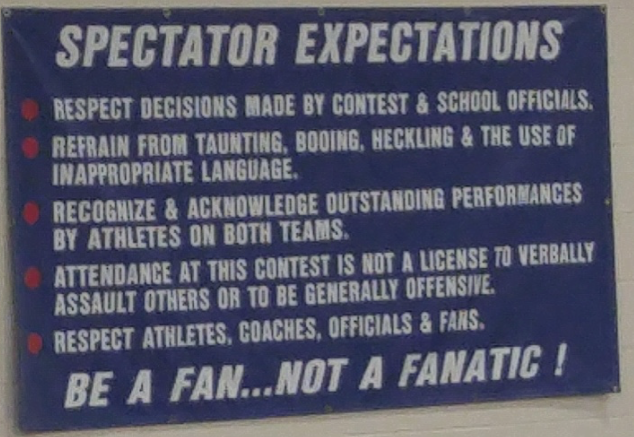 SPECTATOR EXPECTATIONS
RESPECT DECISIONS MADE BY CONTEST & SCHOOL OFFICIALS.
REFRAIN FROM TAUNTING, BOOING, HECKLING & THE USE OF
INAPPROPRIATE LANGUAGE.
RECOGNIZE & ACKNOWLEDGE OUTSTANDING PERFORMANCES
BY ATHLETES ON BOTH TEAMS.
ATTENDANCE AT THIS CONTEST IS NOT A LICENSE TO VERBALLY
ASSAULT OTHERS OR TO BE GENERALLY OFFENSIVE.
RESPECT ATHLETES, COACHES, OFFICIALS & FANS.
BE A FAN...NOT A FANATIC !